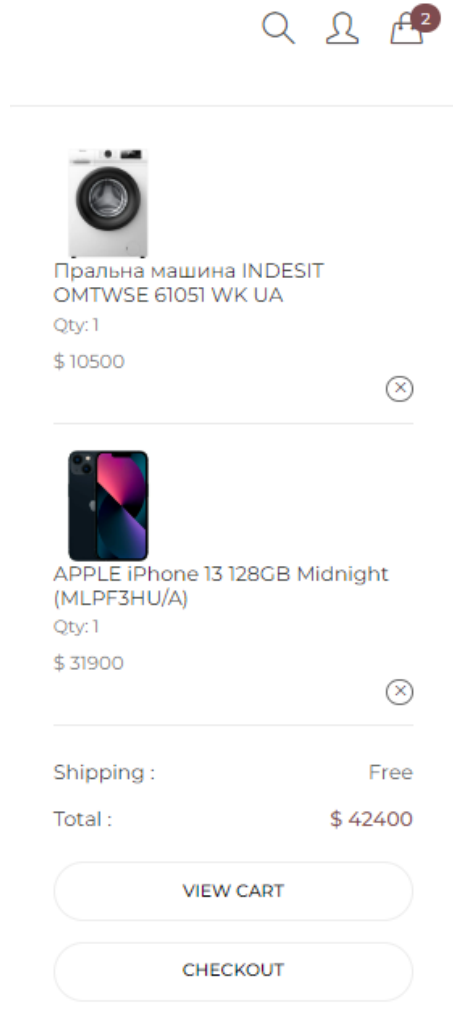 2
Пральна машина INDESIT
OMTWSE 61051 WK UA
Qty: 1
$ 10500
APPLE iPhone 13 128GB Midnight
(MLPF3HU/A)
Qty: 1
$ 31900
Shipping : Free
Total : $ 42400
VIEW CART
CHECKOUT